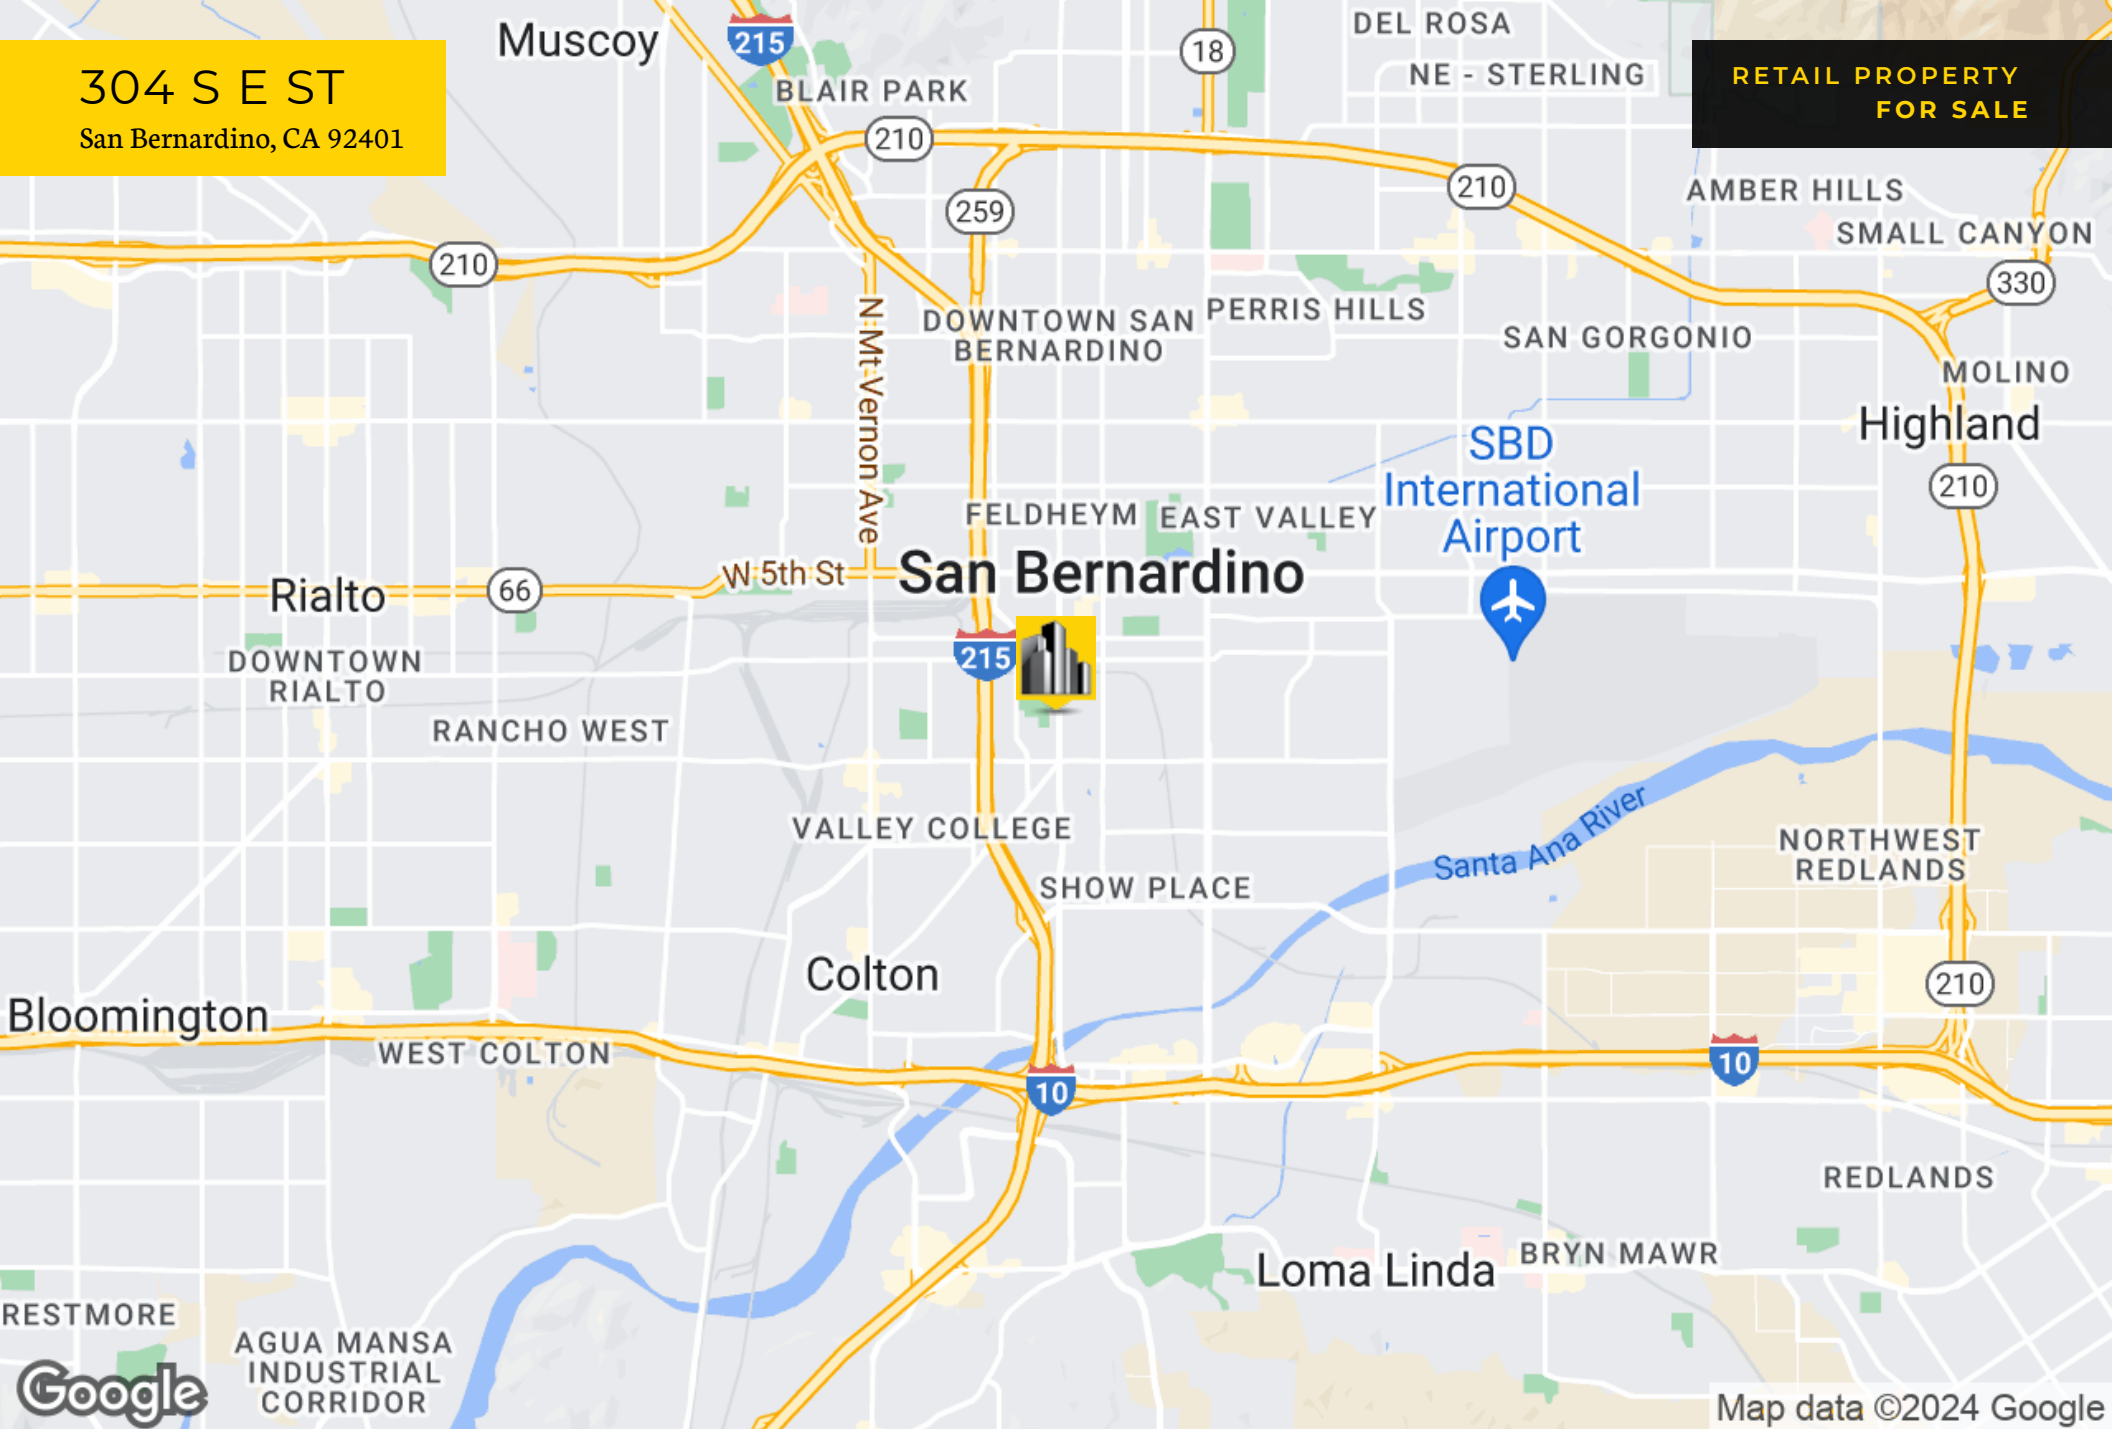 304 S E ST
San Bernardino, CA 92401
RETAIL PROPERTY
FOR SALE
Muscoy
215
18
DEL ROSA
NE - STERLING
BLAIR PARK
210
259
210
AMBER HILLS
SMALL CANYON
210
330
N Mt Vernon Ave
DOWNTOWN SAN
BERNARDINO
PERRIS HILLS
SAN GORGONIO
MOLINO
Highland
SBD
International
Airport
210
FELDHEYM
EAST VALLEY
W 5th St
San Bernardino
Rialto
66
215
DOWNTOWN
RIALTO
RANCHO WEST
VALLEY COLLEGE
Santa Ana River
NORTHWEST
REDLANDS
SHOW PLACE
Colton
210
Bloomington
WEST COLTON
10
10
REDLANDS
Loma Linda
BRYN MAWR
RESTMORE
AGUA MANSA
INDUSTRIAL
CORRIDOR
Google
Map data ©2024 Google